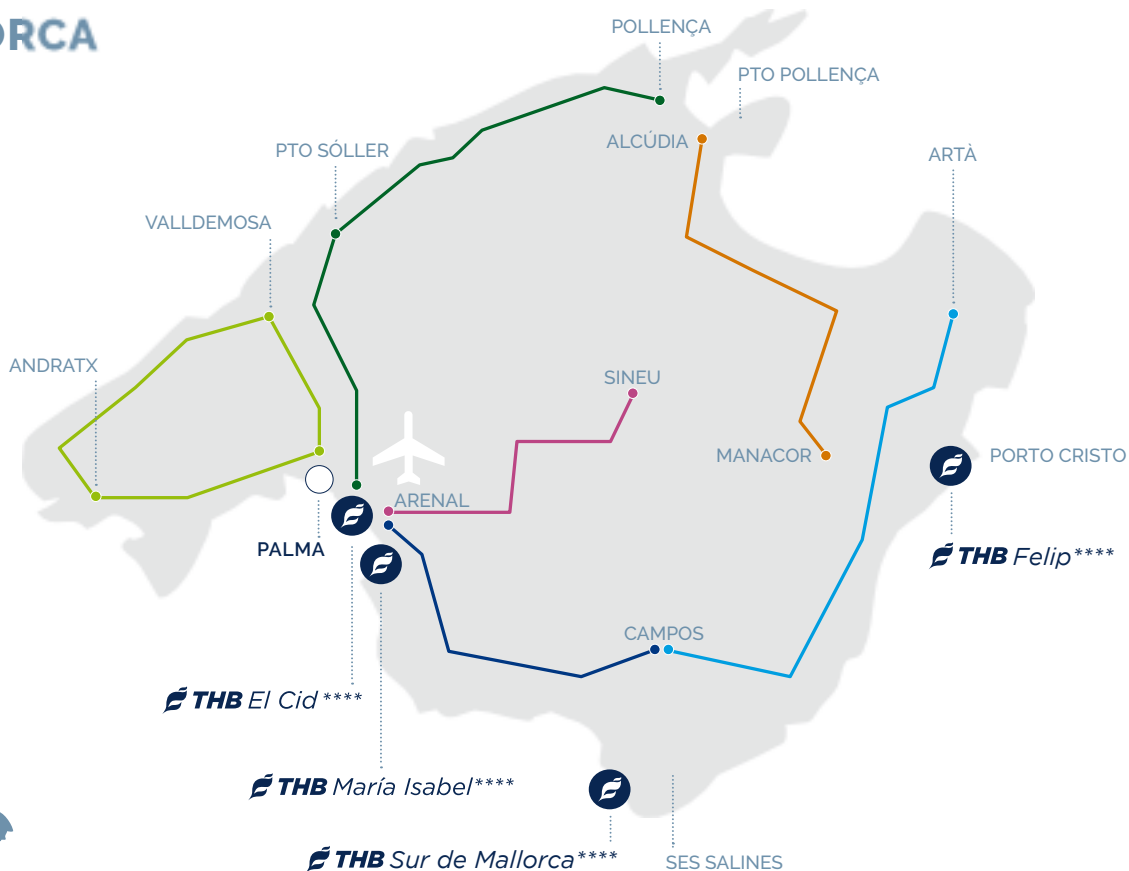 ORCA
POLLENÇA
PTO POLLENÇA
ALCÚDIA
PTO SÓLLER
ARTÀ
VALLDEMOSA
ANDRATX
SINEU
MANACOR
PORTO CRISTO
ARENAL
PALMA
THB Felip****
CAMPOS
THB El Cid ****
THB María Isabel****
THB Sur de Mallorca****
SES SALINES